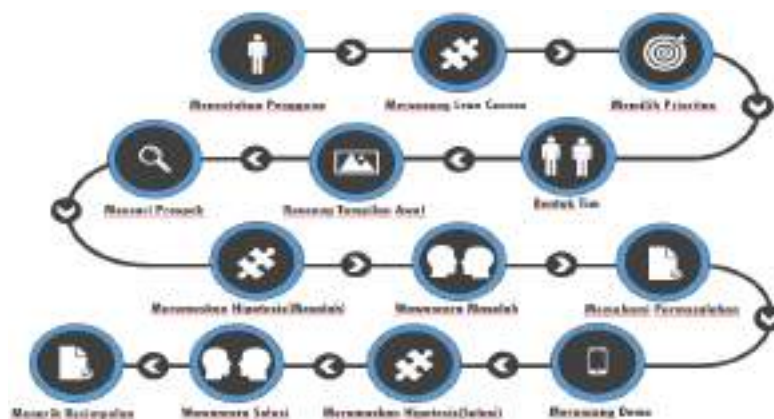 Menentukan Pengguna
Merancang Lean Canvas
Memilih Prioritas
Bentuk Tim
Rancang Tampilan Awal
Mencari Prospek
Merumuskan Hipotesis(Masalah)
Wawancara Masalah
Memahami Permasalahan
Merancang Demo
Merumuskan Hipotesis(Solusi)
Wawancara Solusi
Menarik Kesimpulan